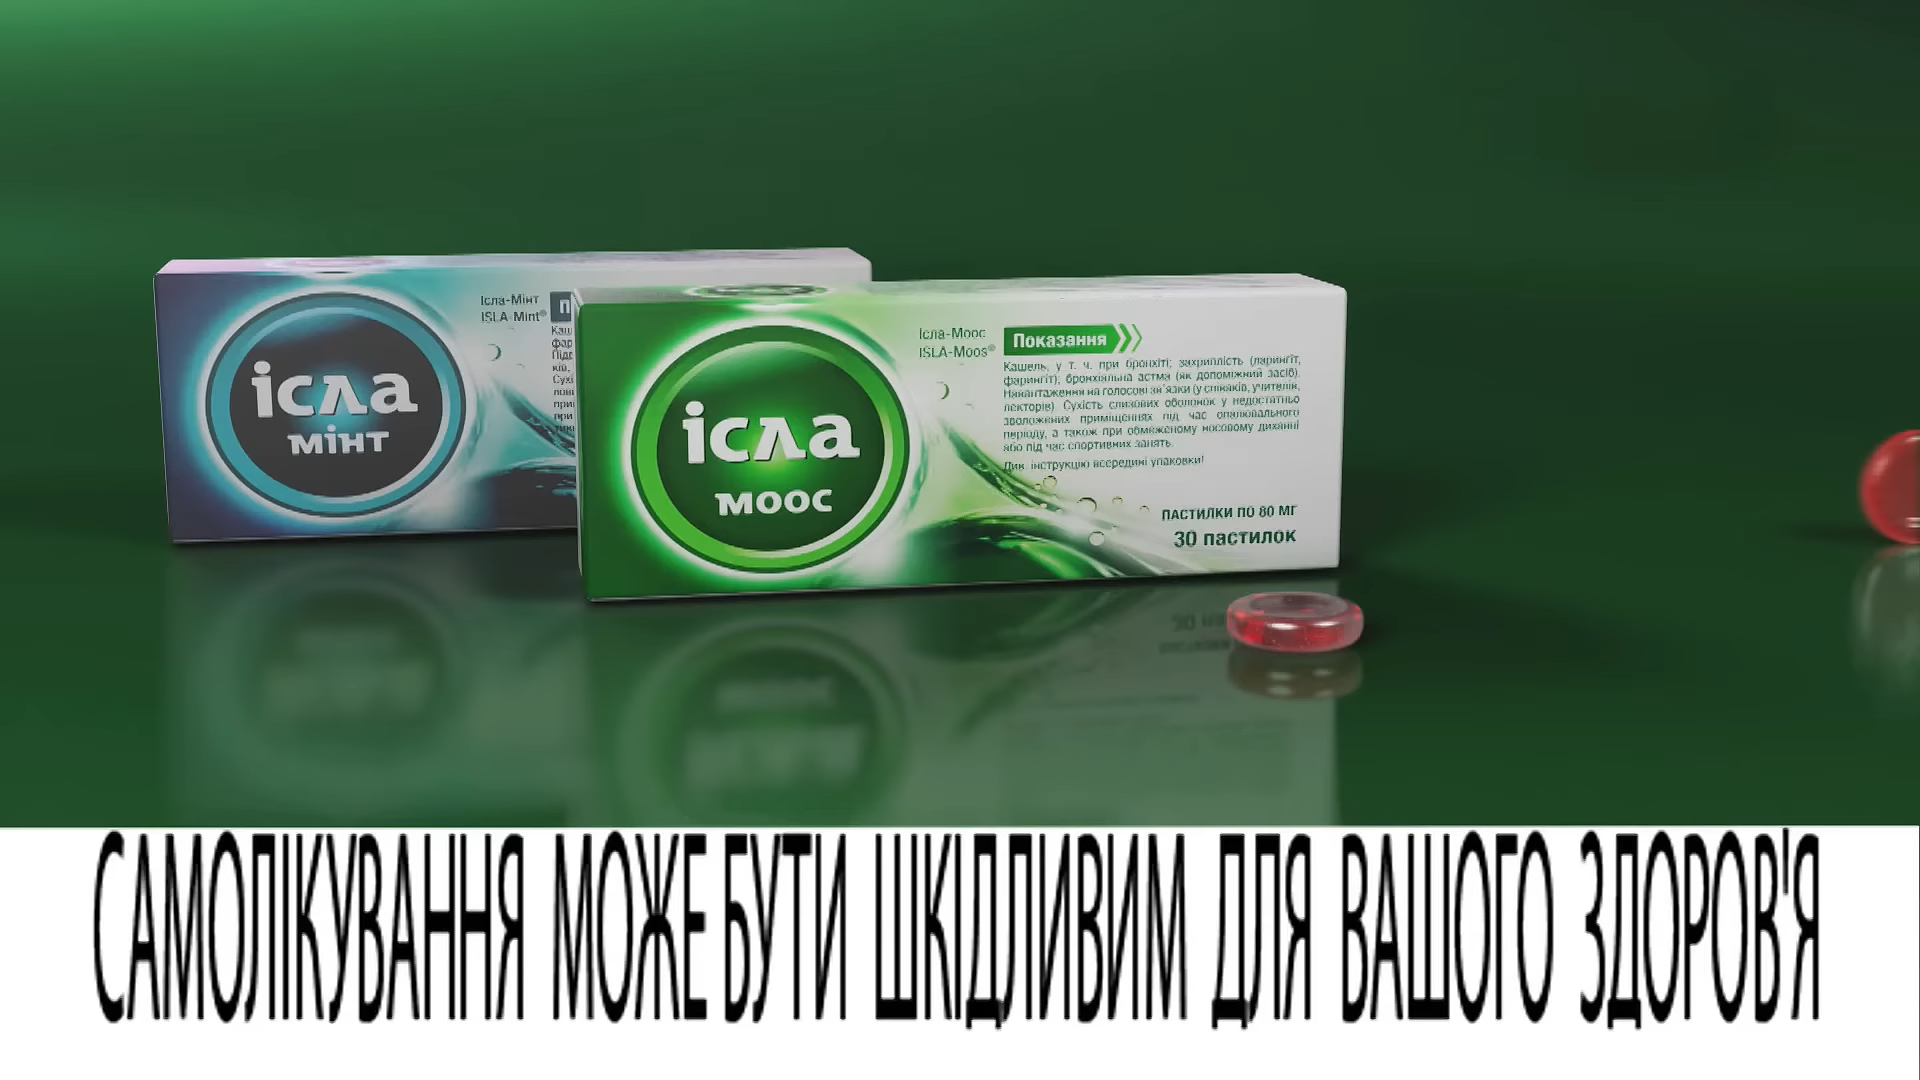 ісла
мінт
Ісла-Мінт
ISLA-Mint®
ісла
моос
Ісла-Моос
ISLA-Moos®
Показання
Кашель, у т. ч. при бронхіті; захриплість (ларингіт,
фарингіт); бронхіальна астма (як допоміжний засіб).
Навантаження на голосові зв'язки (у співаків, учителів,
лекторів). Сухість слизових оболонок у недостатньо
зволожених приміщеннях під час опалювального
періоду, а також при обмеженому носовому диханні
або під час спортивних занять.
Див. інструкцію всередині упаковки!
ПАСТИЛКИ ПО 80 МГ
30 пастилок
САМОЛІКУВАННЯ МОЖЕ БУТИ ШКІДЛИВИМ ДЛЯ ВАШОГО ЗДОРОВ'Я